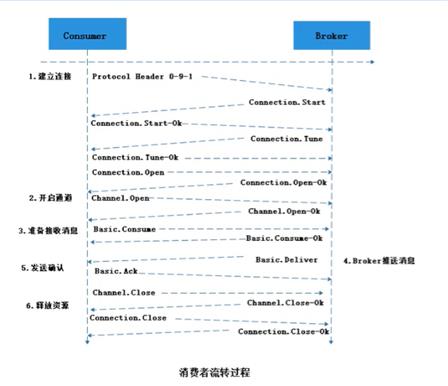 Consumer
Broker
1.建立连接
Protocol Header 0-9-1
Connection.Start
Connection.Start-Ok
Connection.Tune
Connection.Tune-Ok
Connection.Open
Connection.Open-Ok
2.开启通道
Channel.Open
Channel.Open-Ok
3.准备接收消息
Basic.Consume
Basic.Consume-Ok
Basic.Deliver
4.Broker推送消息
5.发送确认
Basic.Ack
Channel.Close
6.释放资源
Channel.Close-Ok
Connection.Close
Connection.Close-Ok
消费者流转过程